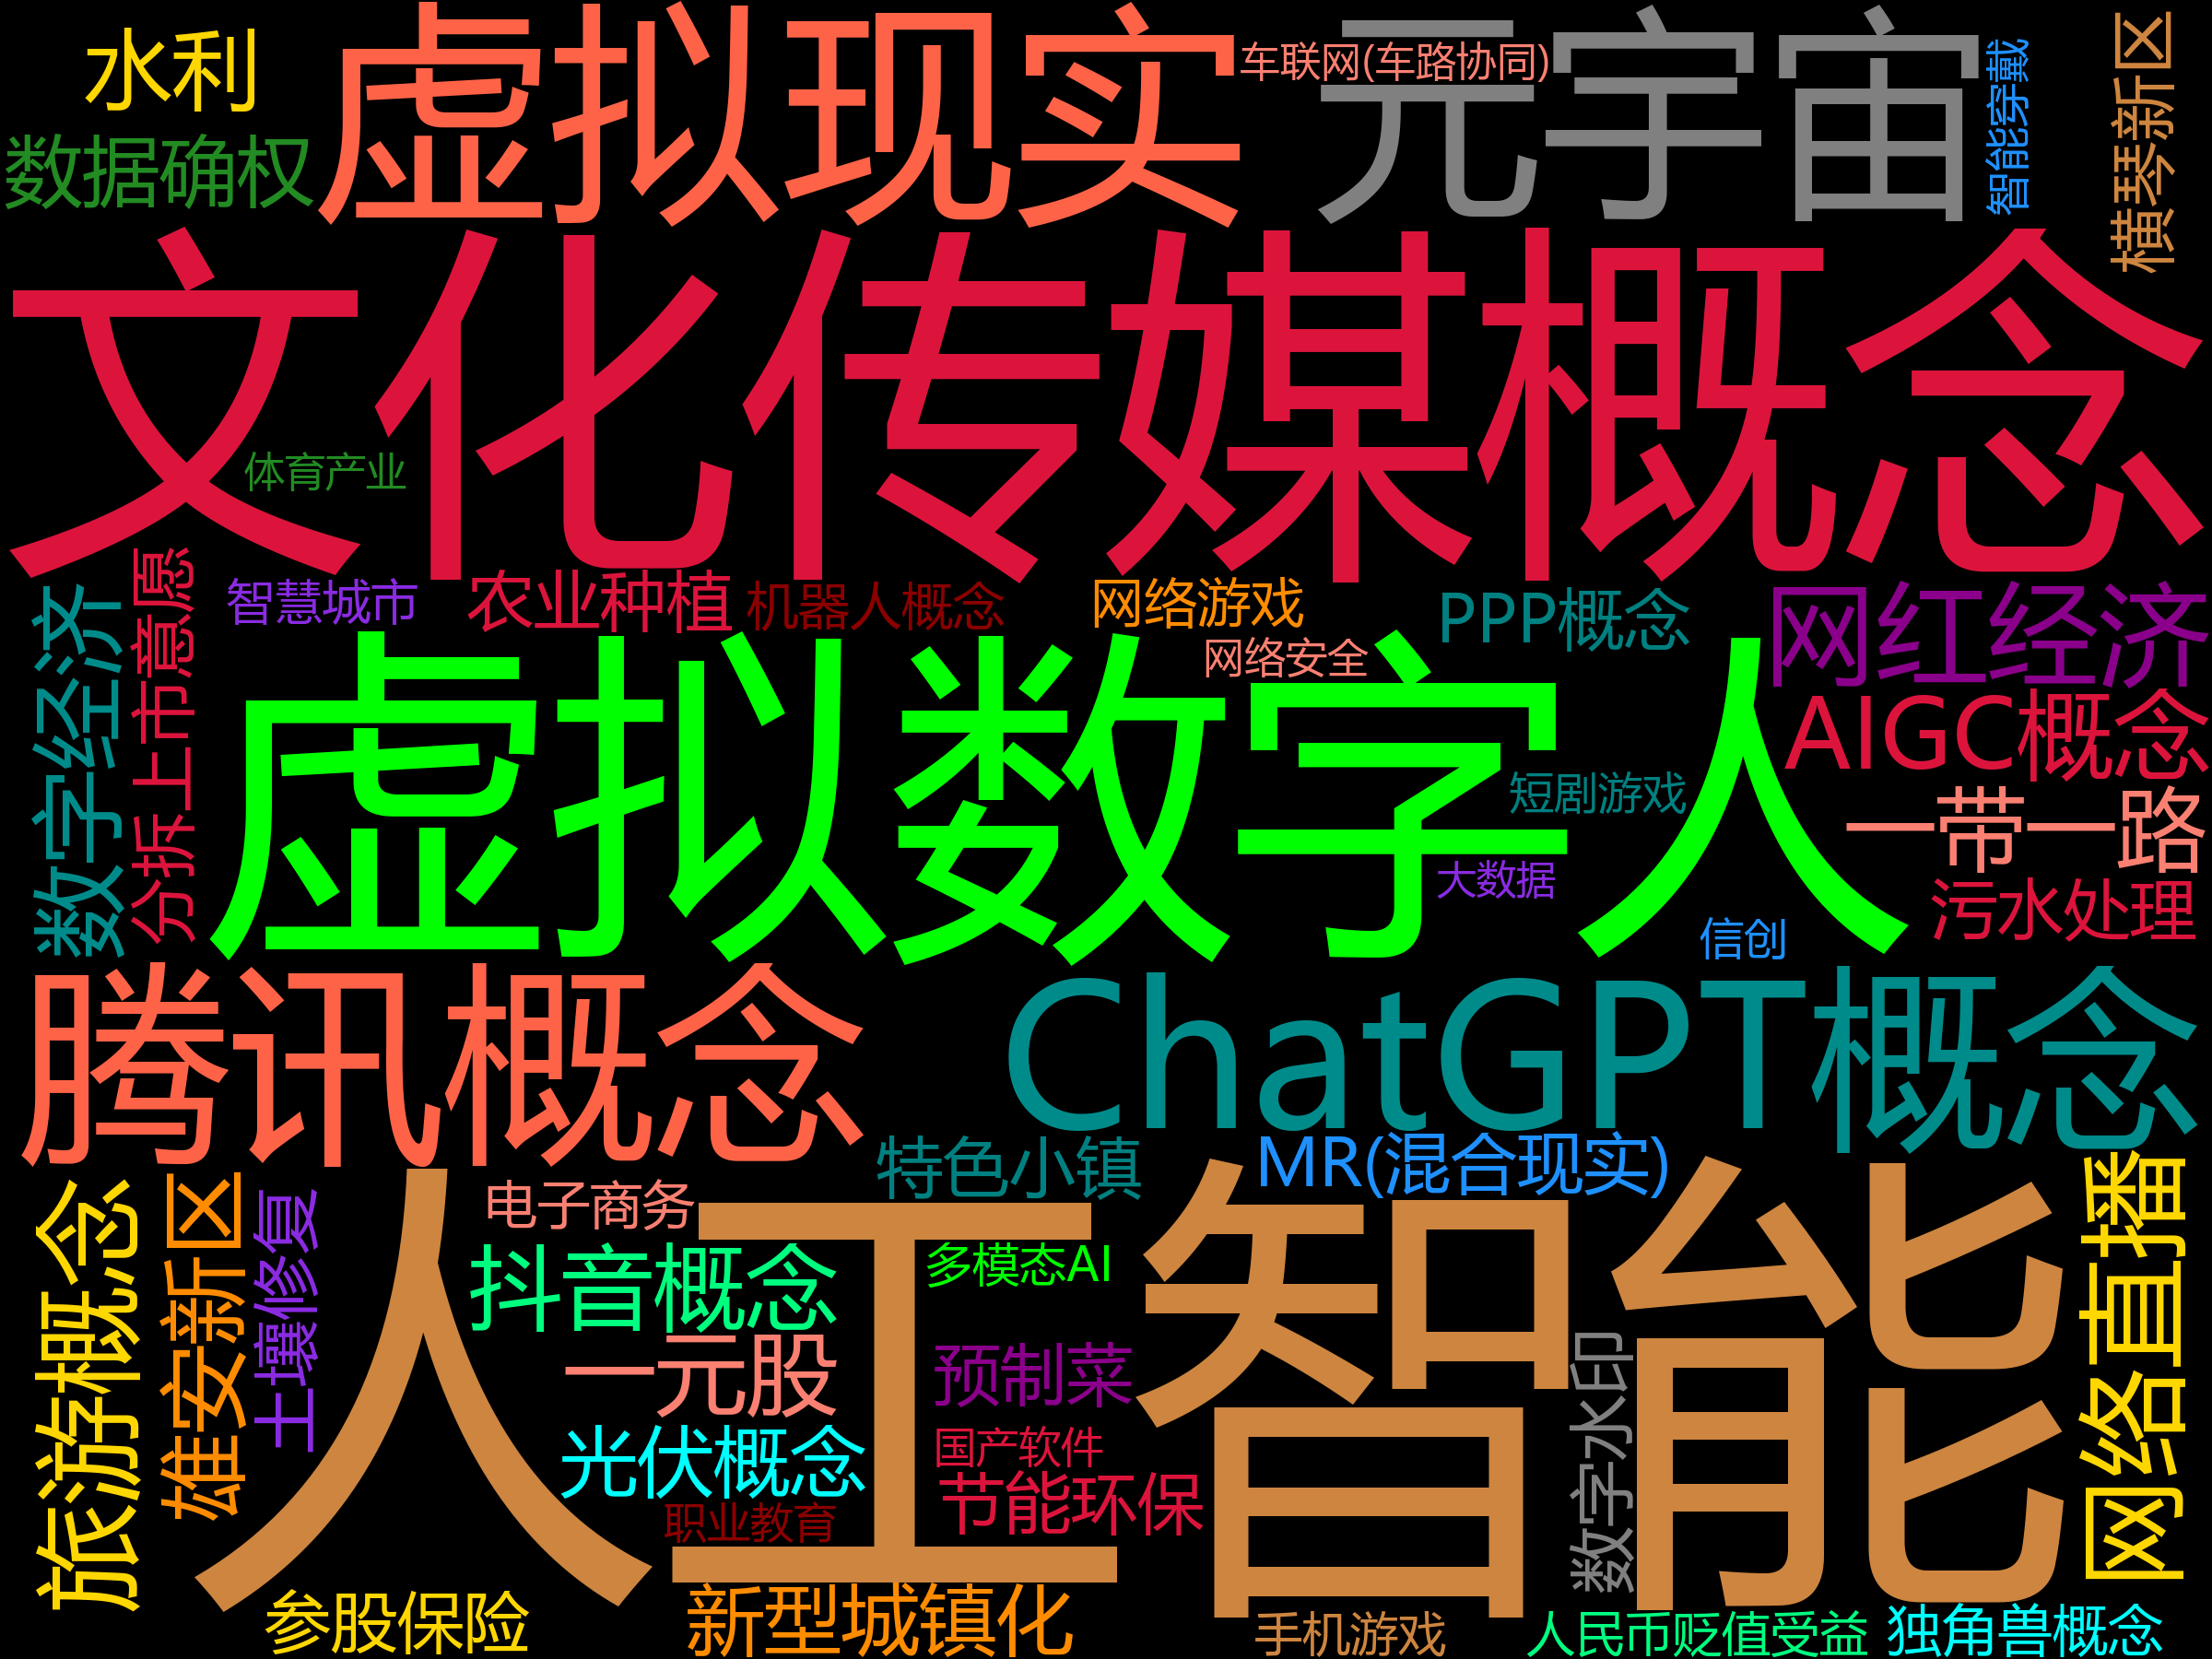 水利
虚拟现实
元宇宙
车联网(车路协同)
智能穿戴
横琴新区
数据确权
文化传媒概念
体育产业
数字经济
分拆上市意愿
智慧城市
农业种植
机器人概念
网络游戏
网络安全
PPP概念
网红经济
虚拟数字人
AIGC概念
短剧游戏
一带一路
大数据
污水处理
信创
腾讯概念
ChatGPT概念
特色小镇
MR(混合现实)
网络直播
旅游概念
雄安新区
土壤修复
电子商务
人工智能
抖音概念
多模态AI
一元股
预制菜
数字水印
光伏概念
国产软件
节能环保
职业教育
参股保险
新型城镇化
手机游戏
人民币贬值受益
独角兽概念